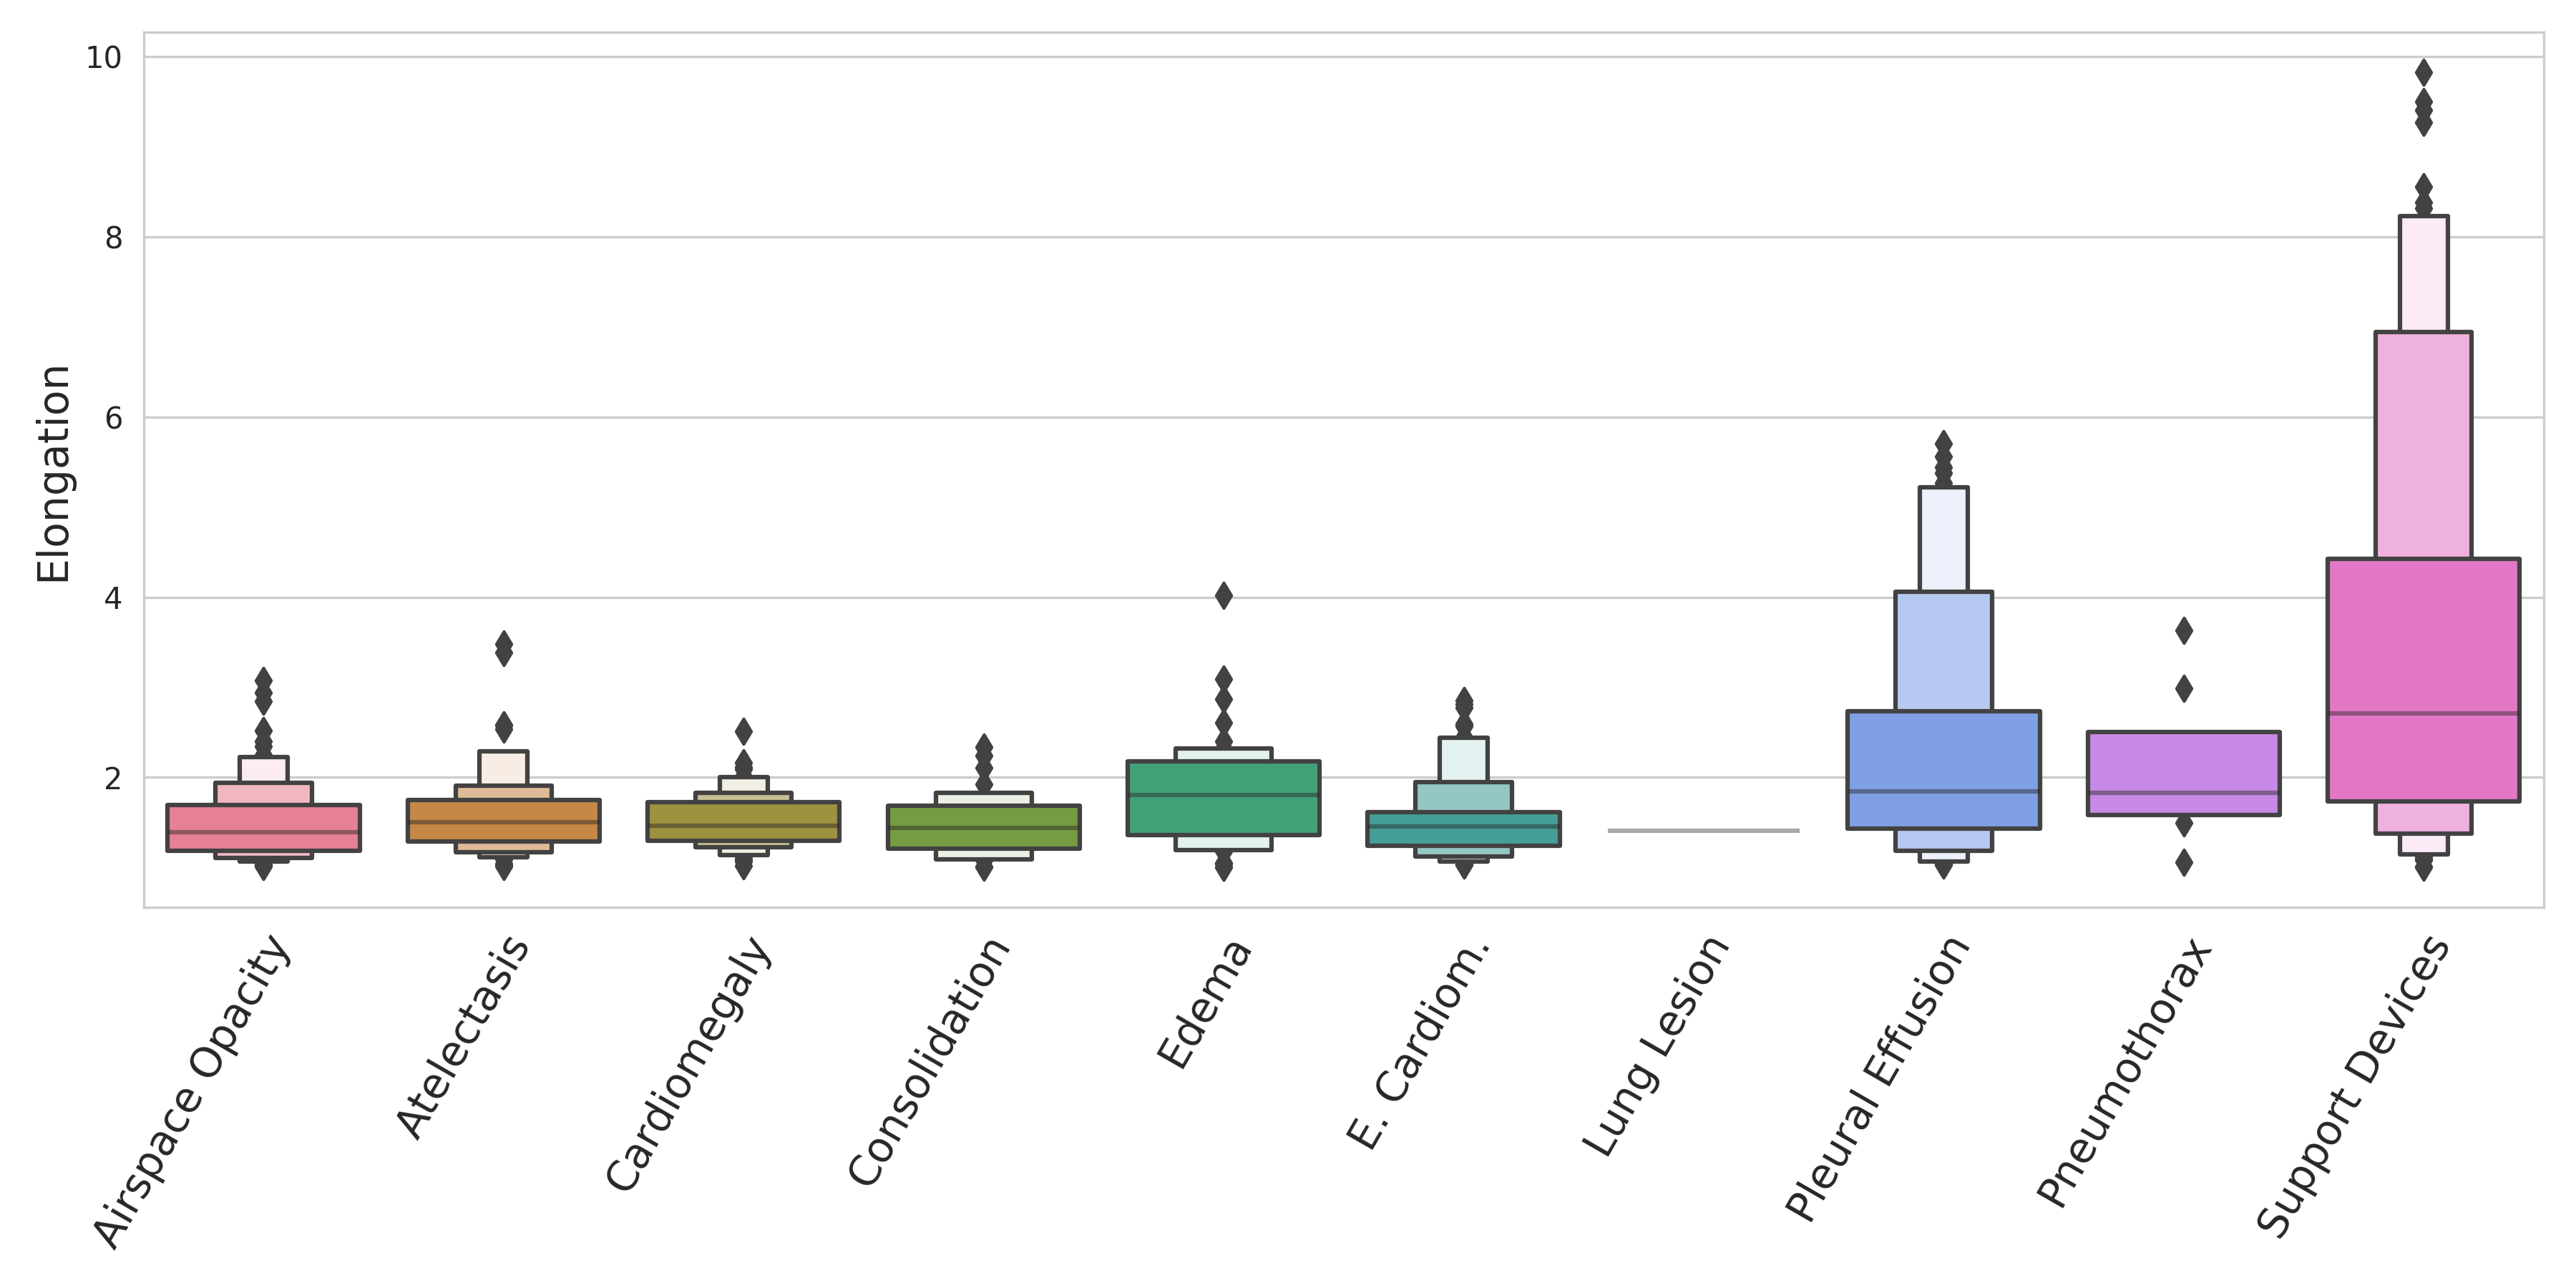 Elongation
10
8
6
4
2
Airspace Opacity
Atelectasis
Cardiomegaly
Consolidation
Edema
E. Cardiom.
Lung Lesion
Pleural Effusion
Pneumothorax
Support Devices